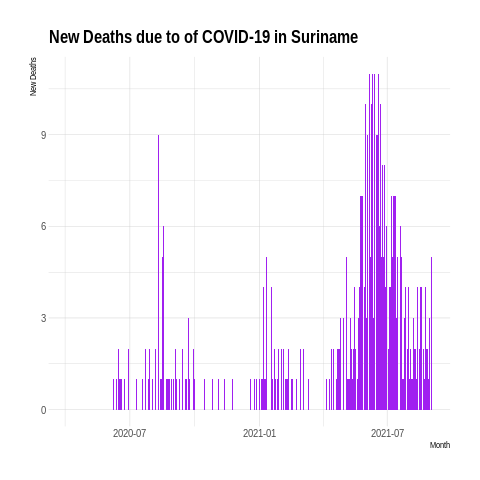 New Deaths due to of COVID-19 in Suriname
New Deaths
9
6
3
0
2020-07
2021-01
2021-07
Month